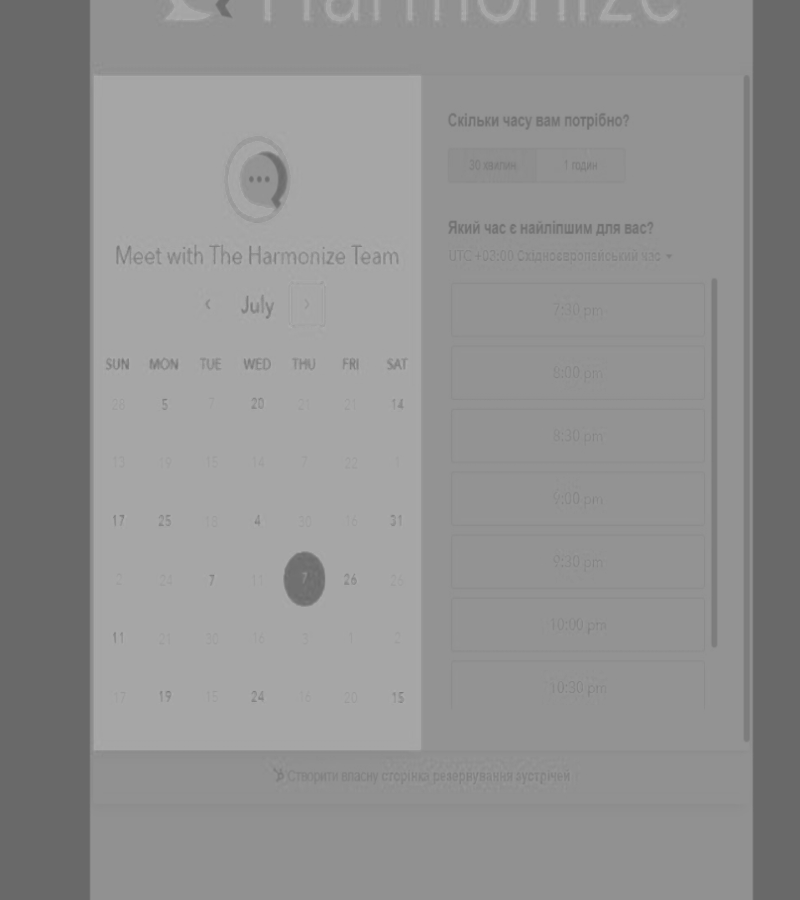 Harmonize
Meet with The Harmonize Team
July
SUN MON TUE WED THU FRI SAT
28 5 7 20 21 21 14
13 19 15 14 7 22 1
17 25 18 4 30 16 31
2 24 7 11 7 26 26
11 21 30 16 3 1 2
17 19 15 24 16 20 15
Скільки часу вам потрібно?
30 хвилин 1 годин
Який час є найліпшим для вас?
UTC +02:00 Східноєвропейський час
7:30 pm
8:00 pm
8:30 pm
9:00 pm
9:30 pm
10:00 pm
10:30 pm
Створити власну сторінку резервування зустрічей